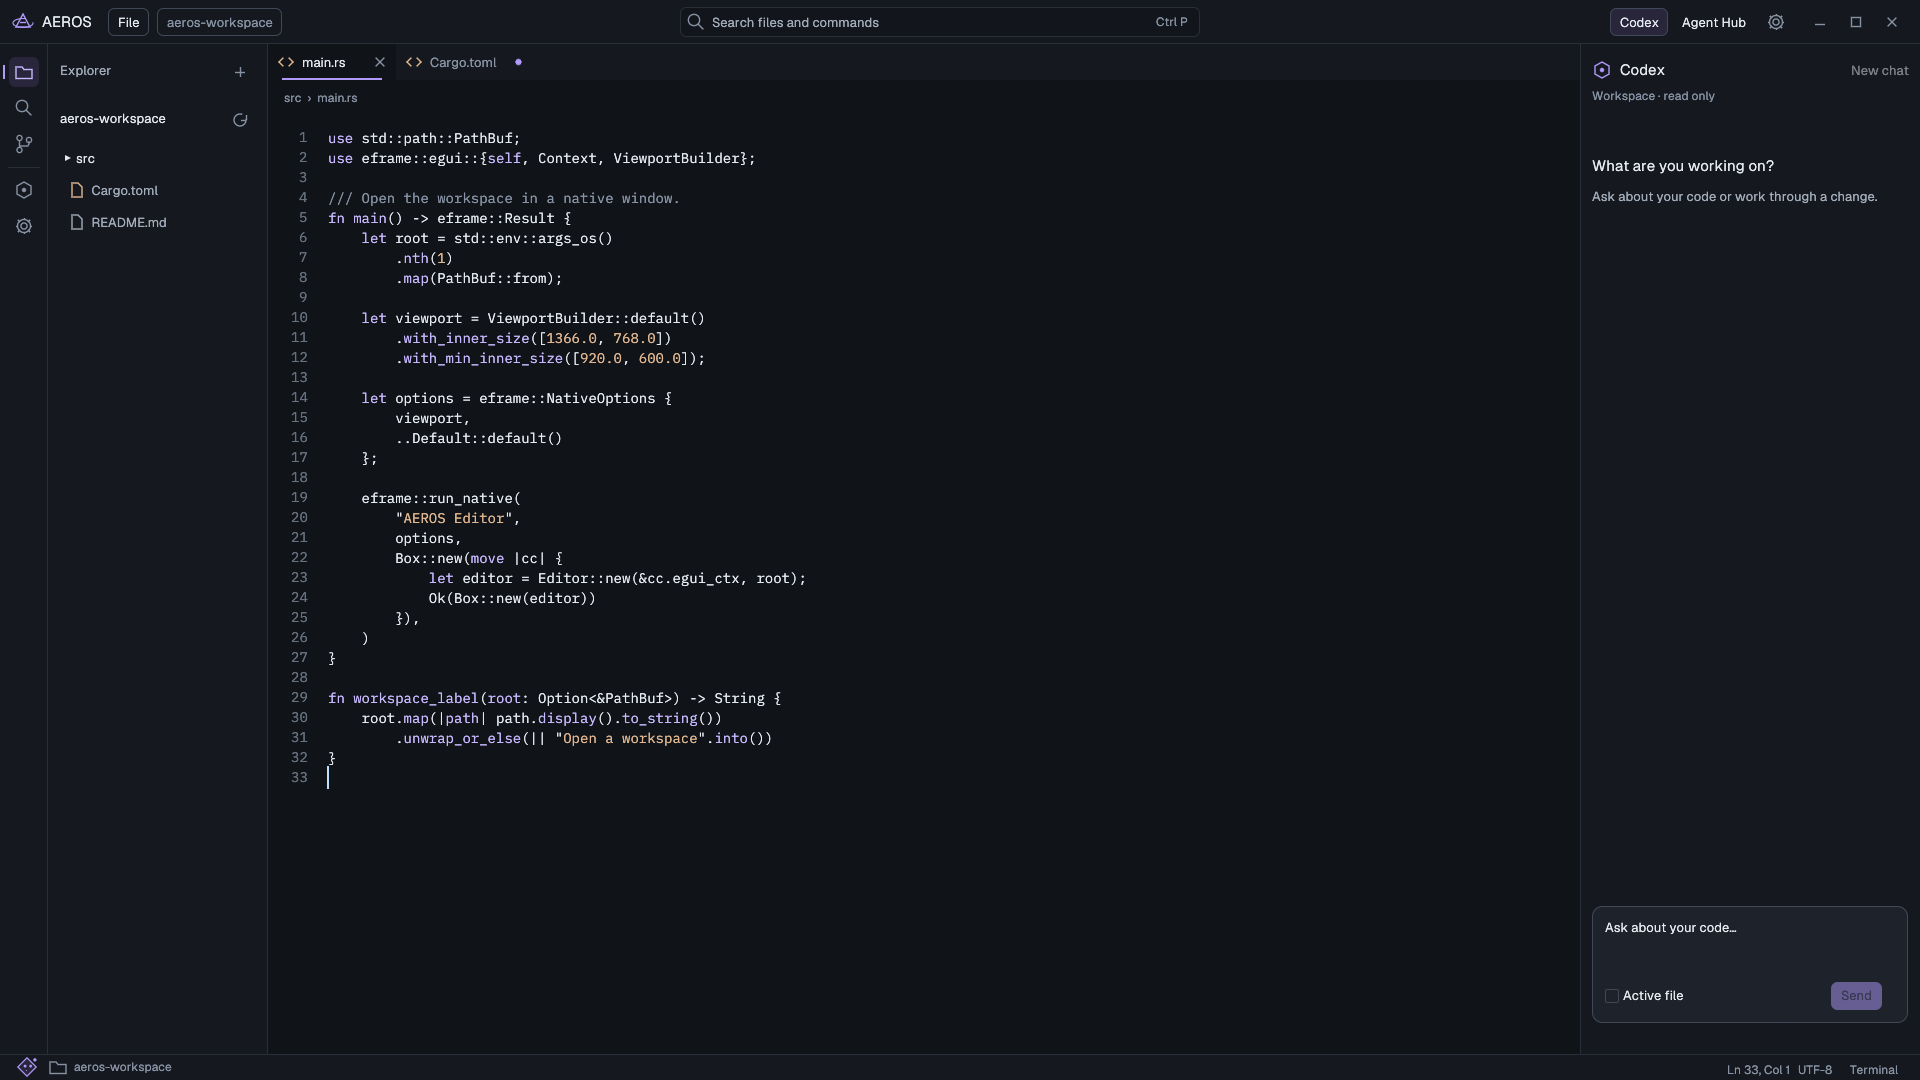 AEROS File aeros-workspace Search files and commands Ctrl P Codex Agent Hub
Explorer
aeros-workspace
src
Cargo.toml
README.md
main.rs Cargo.toml
src › main.rs
1 use std::path::PathBuf;
2 use eframe::egui::{self, Context, ViewportBuilder};
3
4 /// Open the workspace in a native window.
5 fn main() -> eframe::Result {
6     let root = std::env::args_os()
7         .nth(1)
8         .map(PathBuf::from);
9
10     let viewport = ViewportBuilder::default()
11         .with_inner_size([1366.0, 768.0])
12         .with_min_inner_size([920.0, 600.0]);
13
14     let options = eframe::NativeOptions {
15         viewport,
16         ..Default::default()
17     };
18
19     eframe::run_native(
20         "AEROS Editor",
21         options,
22         Box::new(move |cc| {
23             let editor = Editor::new(&cc.egui_ctx, root);
24             Ok(Box::new(editor))
25         }),
26     )
27 }
28
29 fn workspace_label(root: Option<&PathBuf>) -> String {
30     root.map(|path| path.display().to_string())
31         .unwrap_or_else(|| "Open a workspace".into())
32 }
33
Codex New chat
Workspace · read only
What are you working on?
Ask about your code or work through a change.
Ask about your code…
Active file Send
aeros-workspace Ln 33, Col 1 UTF-8 Terminal